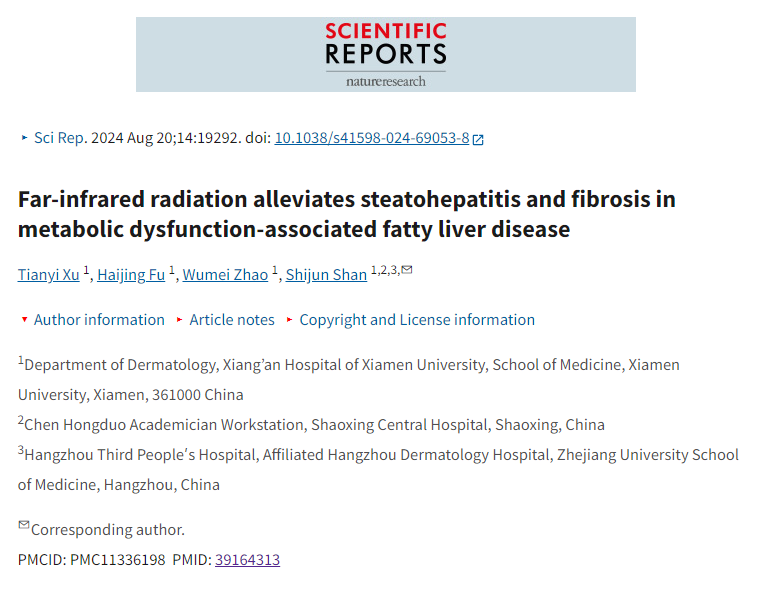 SCIENTIFIC
REPORTS
natureresearch
▸ Sci Rep. 2024 Aug 20;14:19292. doi: 10.1038/s41598-024-69053-8
Far-infrared radiation alleviates steatohepatitis and fibrosis in
metabolic dysfunction-associated fatty liver disease
Tianyi Xu 1, Haijing Fu 1, Wumei Zhao 1, Shijun Shan 1,2,3,✉
▾ Author information ▸ Article notes ▸ Copyright and License information
1Department of Dermatology, Xiang’an Hospital of Xiamen University, School of Medicine, Xiamen
University, Xiamen, 361000 China
2Chen Hongduo Academician Workstation, Shaoxing Central Hospital, Shaoxing, China
3Hangzhou Third People′s Hospital, Affiliated Hangzhou Dermatology Hospital, Zhejiang University School
of Medicine, Hangzhou, China
✉Corresponding author.
PMCID: PMC11336198 PMID: 39164313